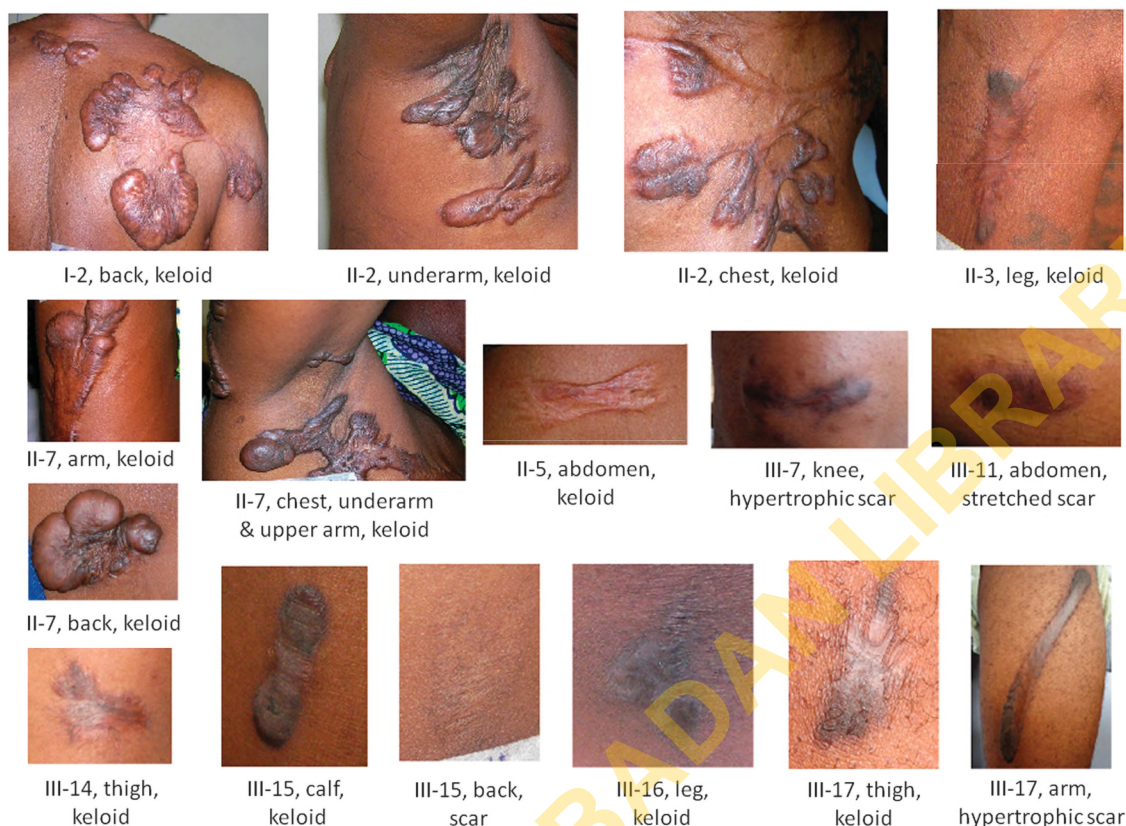 I-2, back, keloid
II-2, underarm, keloid
II-2, chest, keloid
II-3, leg, keloid
II-7, arm, keloid
II-7, chest, underarm
& upper arm, keloid
II-5, abdomen,
keloid
III-7, knee,
hypertrophic scar
III-11, abdomen,
stretched scar
II-7, back, keloid
III-14, thigh,
keloid
III-15, calf,
keloid
III-15, back,
scar
III-16, leg,
keloid
III-17, thigh,
keloid
III-17, arm,
hypertrophic scar
BADAN LIBRAR